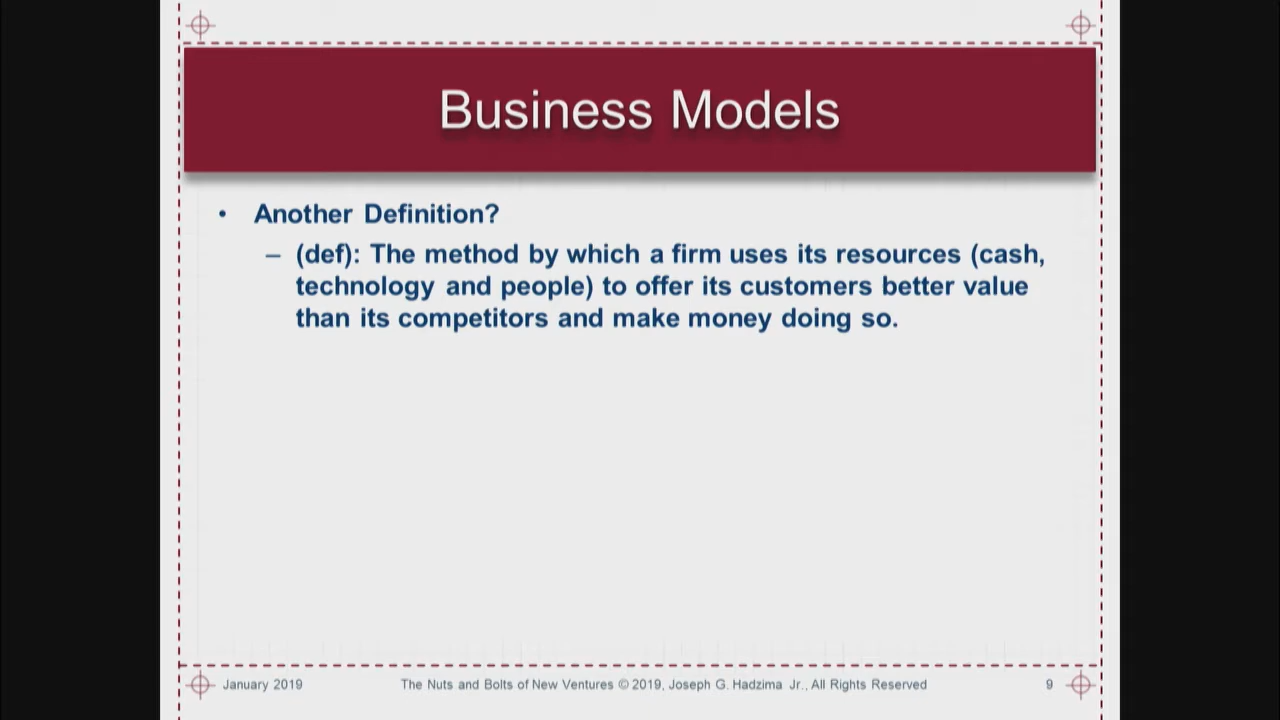 Business Models
• Another Definition?
– (def): The method by which a firm uses its resources (cash,
technology and people) to offer its customers better value
than its competitors and make money doing so.
January 2019 The Nuts and Bolts of New Ventures © 2019, Joseph G. Hadzima Jr., All Rights Reserved 9